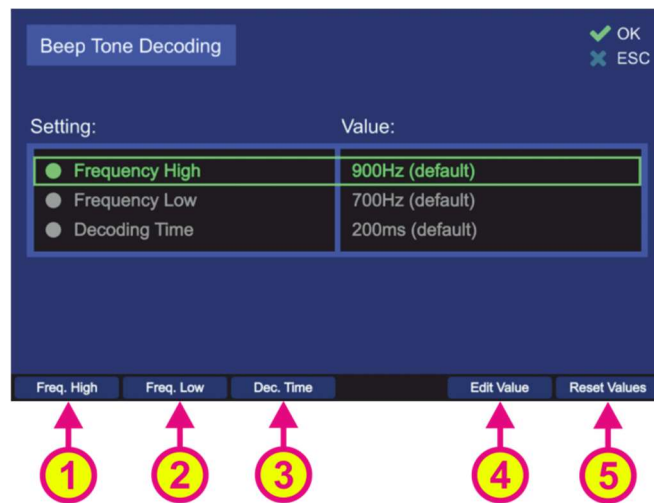 Beep Tone Decoding
OK
ESC
Setting: Value:
Frequency High 900Hz (default)
Frequency Low 700Hz (default)
Decoding Time 200ms (default)
Freq. High Freq. Low Dec. Time Edit Value Reset Values
1 2 3 4 5